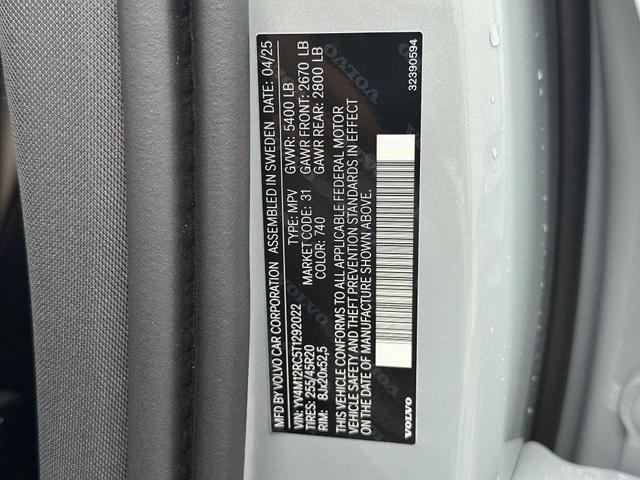 MFD BY VOLVO CAR CORPORATION ASSEMBLED IN SWEDEN DATE: 04/25
GVWR: 5400 LB
VIN: YV4M12RC5T1292022 TYPE: MPV GAWR FRONT: 2670 LB
TIRES: 255/45R20 MARKET CODE: 31 GAWR REAR: 2800 LB
RIM: 8Jx20x52,5 COLOR: 740
THIS VEHICLE CONFORMS TO ALL APPLICABLE FEDERAL MOTOR
VEHICLE SAFETY AND THEFT PREVENTION STANDARDS IN EFFECT
ON THE DATE OF MANUFACTURE SHOWN ABOVE.
VOLVO 32390594